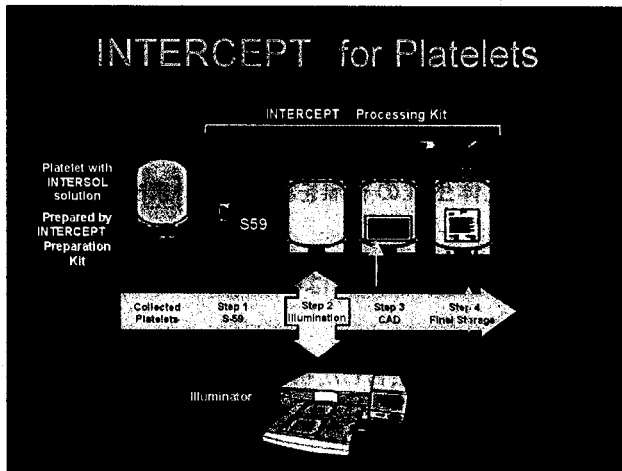 INTERCEPT for Platelets
INTERCEPT Processing Kit
Platelet with
INTERSOL
solution
Prepared by
INTERCEPT
Preparation
Kit
S59
Collected
Platelets
Step 1
S-59
Step 2
Illumination
Step 3
CAD
Step 4
Final Storage
Illuminator